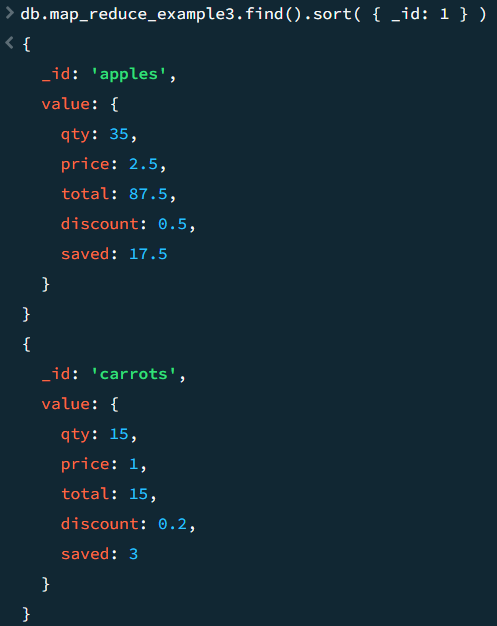 > db.map_reduce_example3.find().sort( { _id: 1 } )
< {
    _id: 'apples',
    value: {
      qty: 35,
      price: 2.5,
      total: 87.5,
      discount: 0.5,
      saved: 17.5
    }
  }
  {
    _id: 'carrots',
    value: {
      qty: 15,
      price: 1,
      total: 15,
      discount: 0.2,
      saved: 3
    }
  }